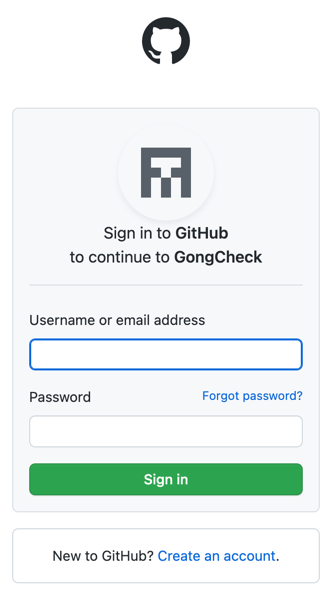 Sign in to GitHub
to continue to GongCheck
Username or email address
Password Forgot password?
Sign in
New to GitHub? Create an account.